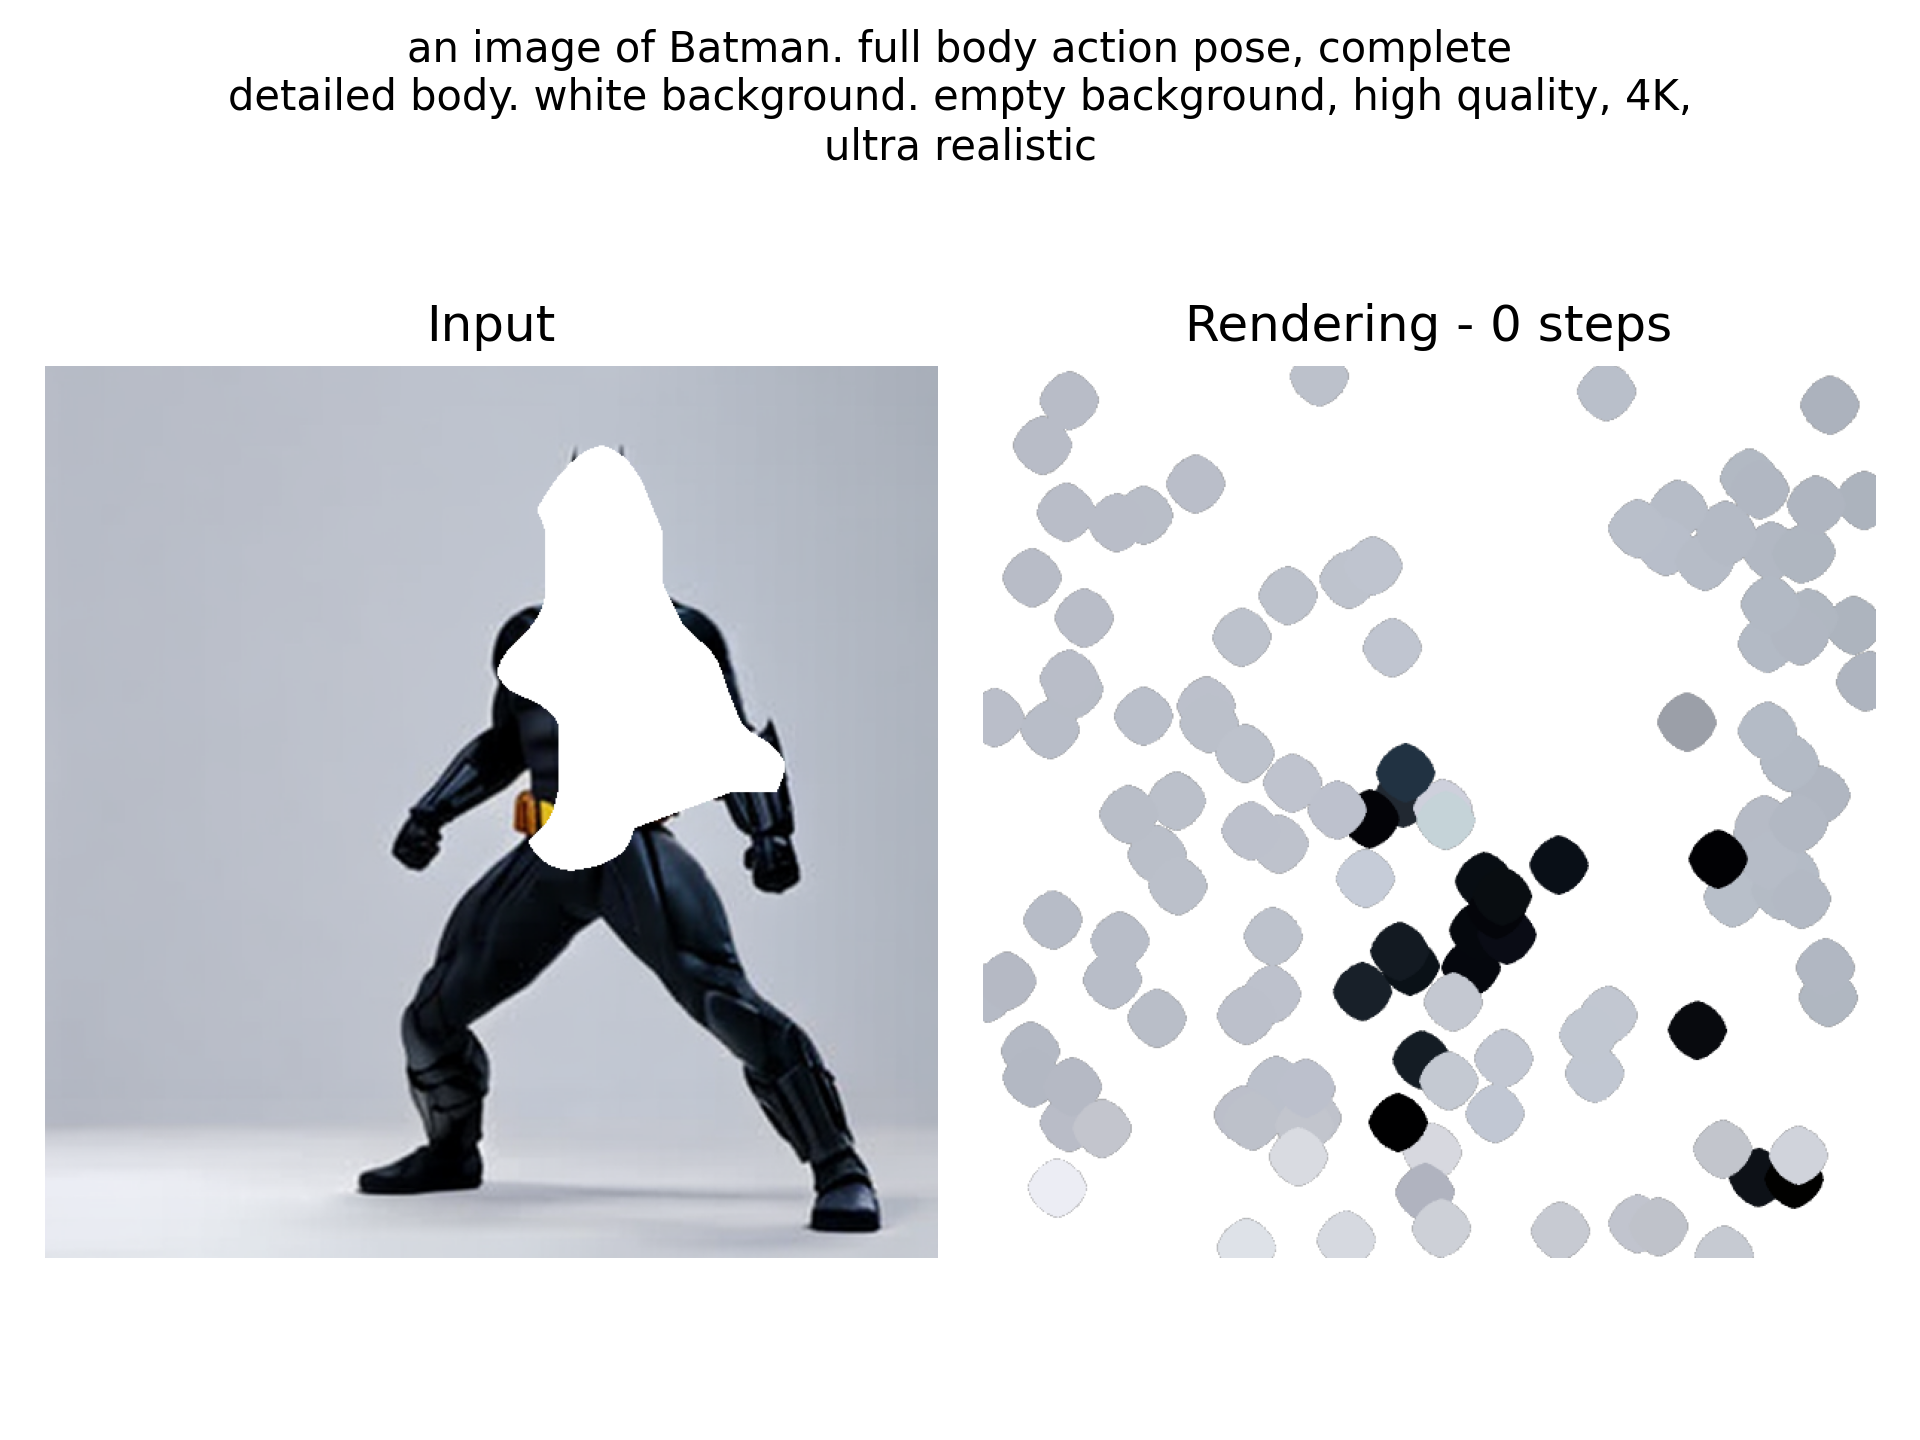 an image of Batman. full body action pose, complete
detailed body. white background. empty background, high quality, 4K,
ultra realistic
Input
Rendering - 0 steps